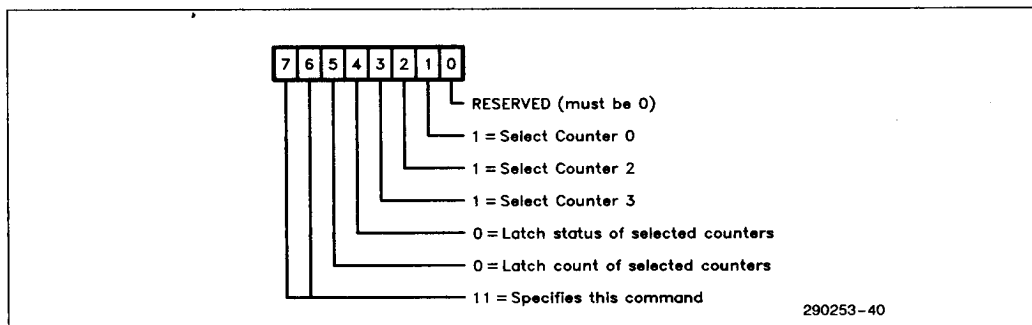 7 6 5 4 3 2 1 0
RESERVED (must be 0)
1 = Select Counter 0
1 = Select Counter 2
1 = Select Counter 3
0 = Latch status of selected counters
0 = Latch count of selected counters
11 = Specifies this command
290253-40